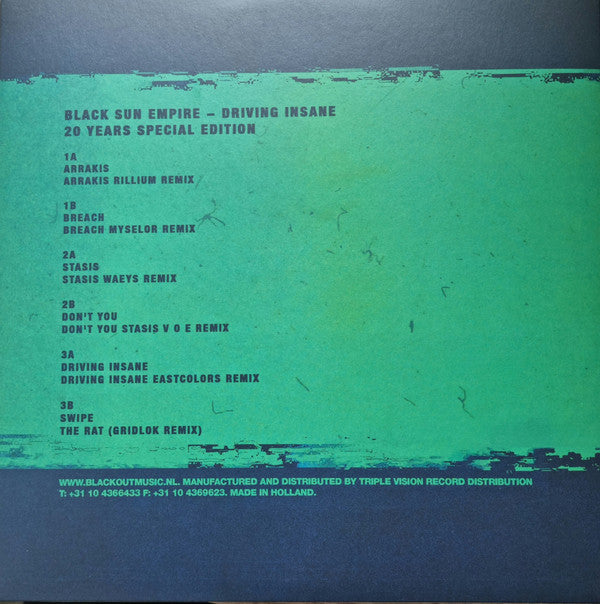 BLACK SUN EMPIRE – DRIVING INSANE
20 YEARS SPECIAL EDITION
1A
ARRAKIS
ARRAKIS RILLIUM REMIX
1B
BREACH
BREACH MYSELOR REMIX
2A
STASIS
STASIS WAEYS REMIX
2B
DON'T YOU
DON'T YOU STASIS V O E REMIX
3A
DRIVING INSANE
DRIVING INSANE EASTCOLORS REMIX
3B
SWIPE
THE RAT (GRIDLOK REMIX)
WWW.BLACKOUTMUSIC.NL. MANUFACTURED AND DISTRIBUTED BY TRIPLE VISION RECORD DISTRIBUTION
T: +31 10 4366433 F: +31 10 4369623. MADE IN HOLLAND.